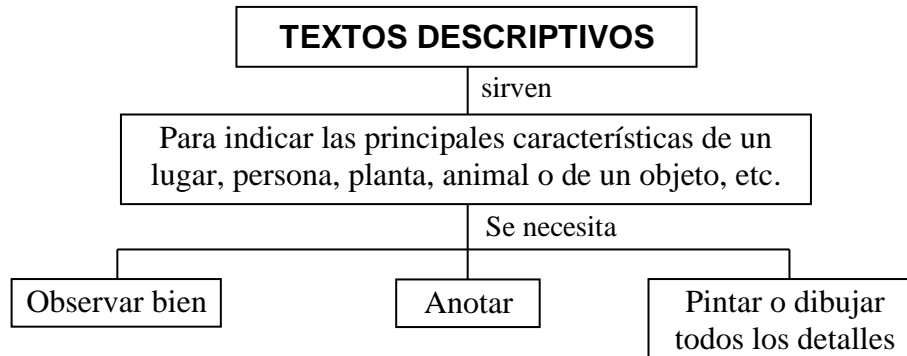 TEXTOS DESCRIPTIVOS
sirven
Para indicar las principales características de un
lugar, persona, planta, animal o de un objeto, etc.
Se necesita
Observar bien
Anotar
Pintar o dibujar
todos los detalles